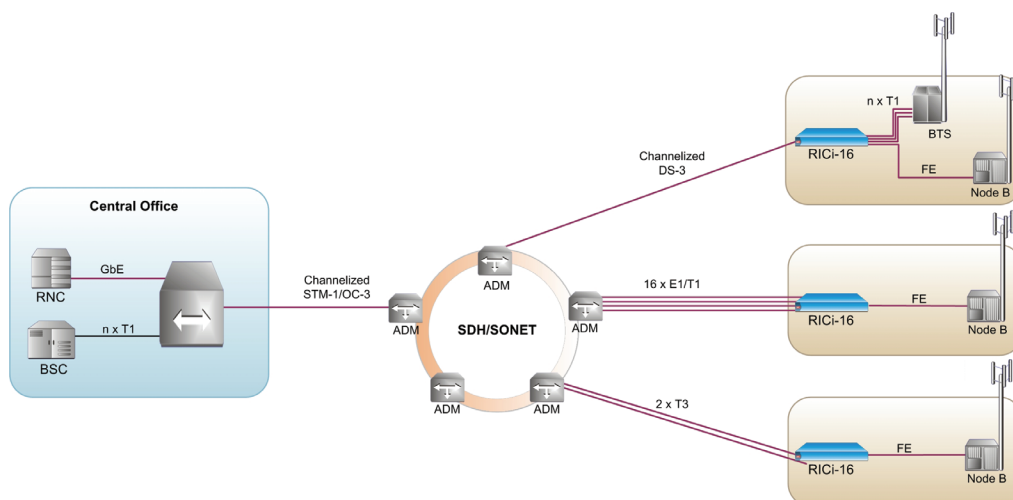 Central Office
RNC
GbE
BSC
n x T1
Channelized
STM-1/OC-3
ADM
ADM
ADM
ADM
ADM
SDH/SONET
Channelized
DS-3
16 x E1/T1
2 x T3
RICi-16
n x T1
BTS
FE
Node B
RICi-16
FE
Node B
RICi-16
FE
Node B